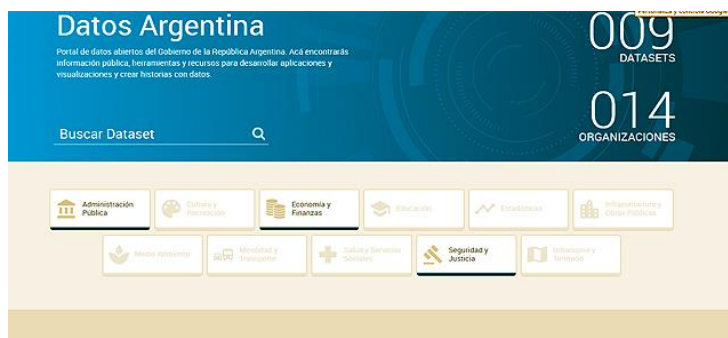 Datos Argentina
Portal de datos abiertos del Gobierno de la República Argentina. Acá encontrarás
información pública, herramientas y recursos para desarrollar aplicaciones y
visualizaciones y crear historias con datos.
Buscar Dataset
009
DATASETS
014
ORGANIZACIONES
Administración
Pública
Cultura y
Recreación
Economía y
Finanzas
Educación
Estadísticas
Infraestructura y
Obras Públicas
Medio Ambiente
Movilidad y
Transporte
Salud y Servicios
Sociales
Seguridad y
Justicia
Urbanismo y
Territorio